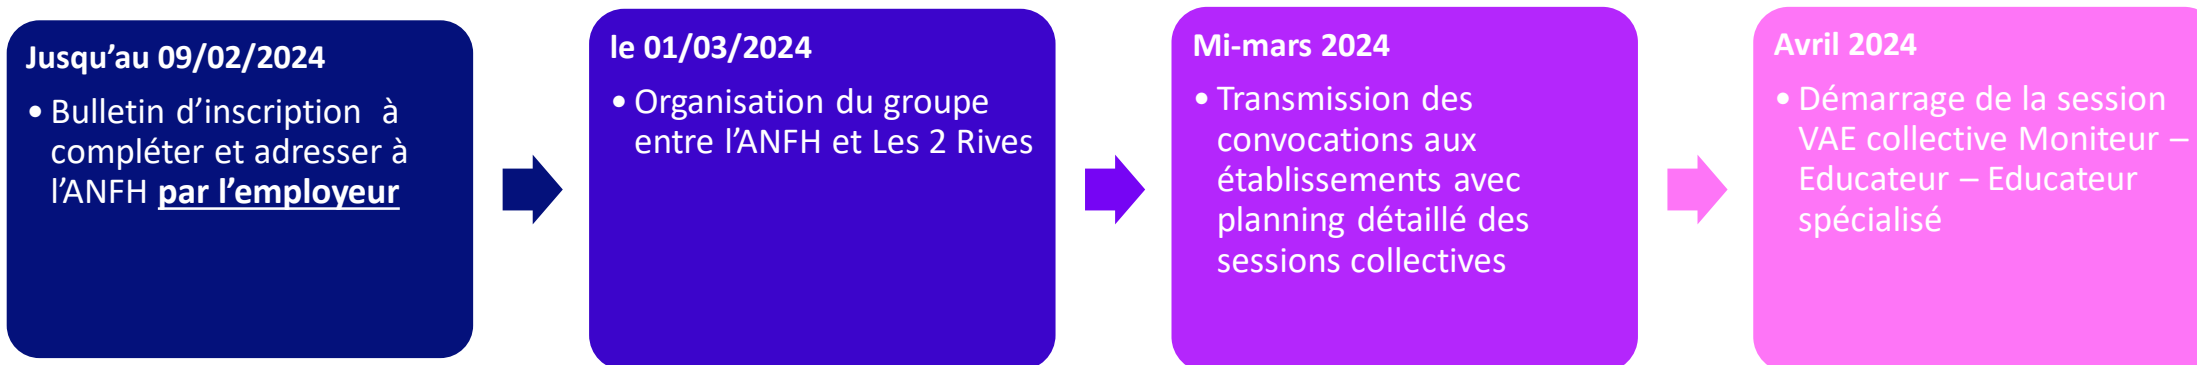 Jusqu’au 09/02/2024
• Bulletin d’inscription à
compléter et adresser à
l’ANFH par l’employeur
le 01/03/2024
• Organisation du groupe
entre l’ANFH et Les 2 Rives
Mi-mars 2024
• Transmission des
convocations aux
établissements avec
planning détaillé des
sessions collectives
Avril 2024
• Démarrage de la session
VAE collective Moniteur –
Educateur – Educateur
spécialisé